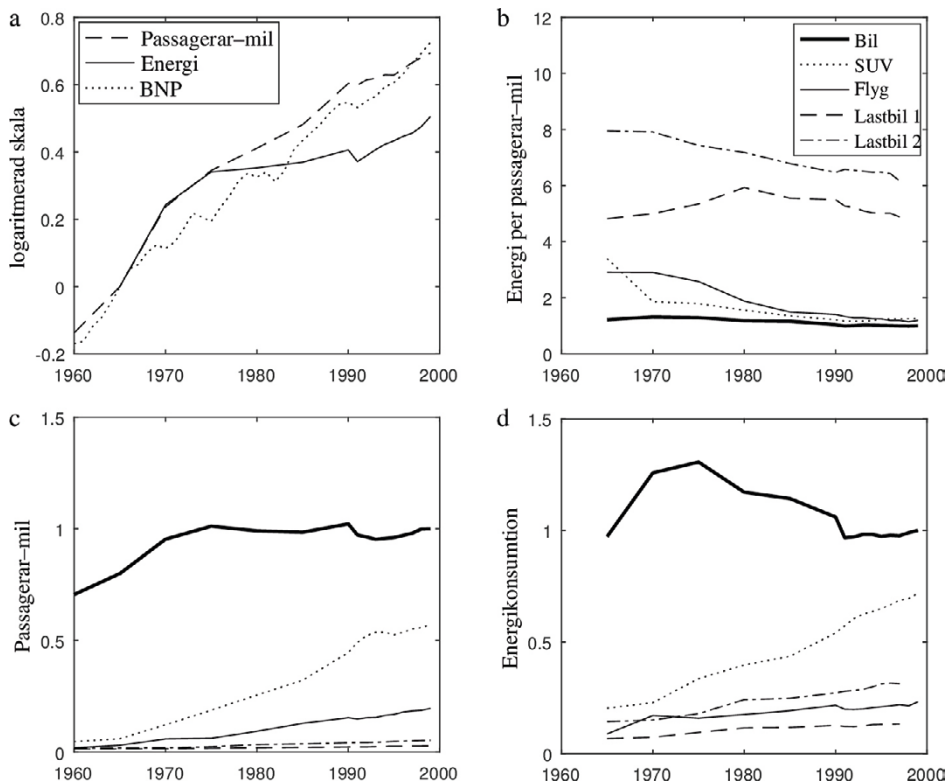 a
logaritmerad skala
0.8
0.6
0.4
0.2
0
-0.2
Passagerar–mil
Energi
BNP
1960 1970 1980 1990 2000
b
Energi per passagerar–mil
12
10
8
6
4
2
0
Bil
SUV
Flyg
Lastbil 1
Lastbil 2
1960 1970 1980 1990 2000
c
Passagerar–mil
1.5
1
0.5
0
1960 1970 1980 1990 2000
d
Energikonsumtion
1.5
1
0.5
0
1960 1970 1980 1990 2000